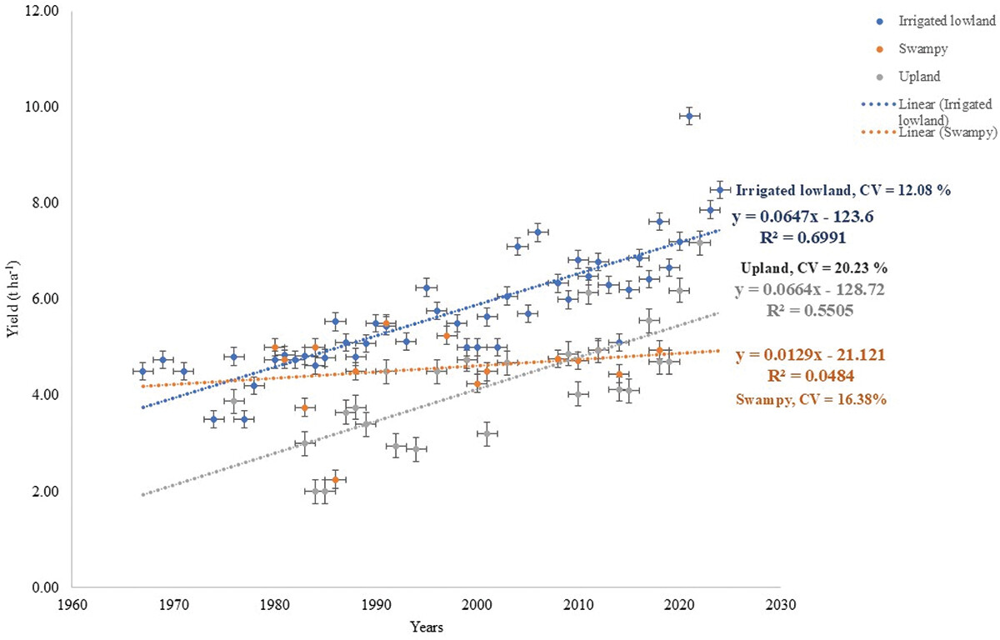 12.00
10.00
8.00
6.00
4.00
2.00
0.00
Yield (t ha-1)
1960 1970 1980 1990 2000 2010 2020 2030
Years
Irrigated lowland
Swampy
Upland
Linear (Irrigated
lowland)
Linear (Swampy)
Irrigated lowland, CV = 12.08 %
y = 0.0647x - 123.6
R² = 0.6991
Upland, CV = 20.23 %
y = 0.0664x - 128.72
R² = 0.5505
y = 0.0129x - 21.121
R² = 0.0484
Swampy, CV = 16.38%